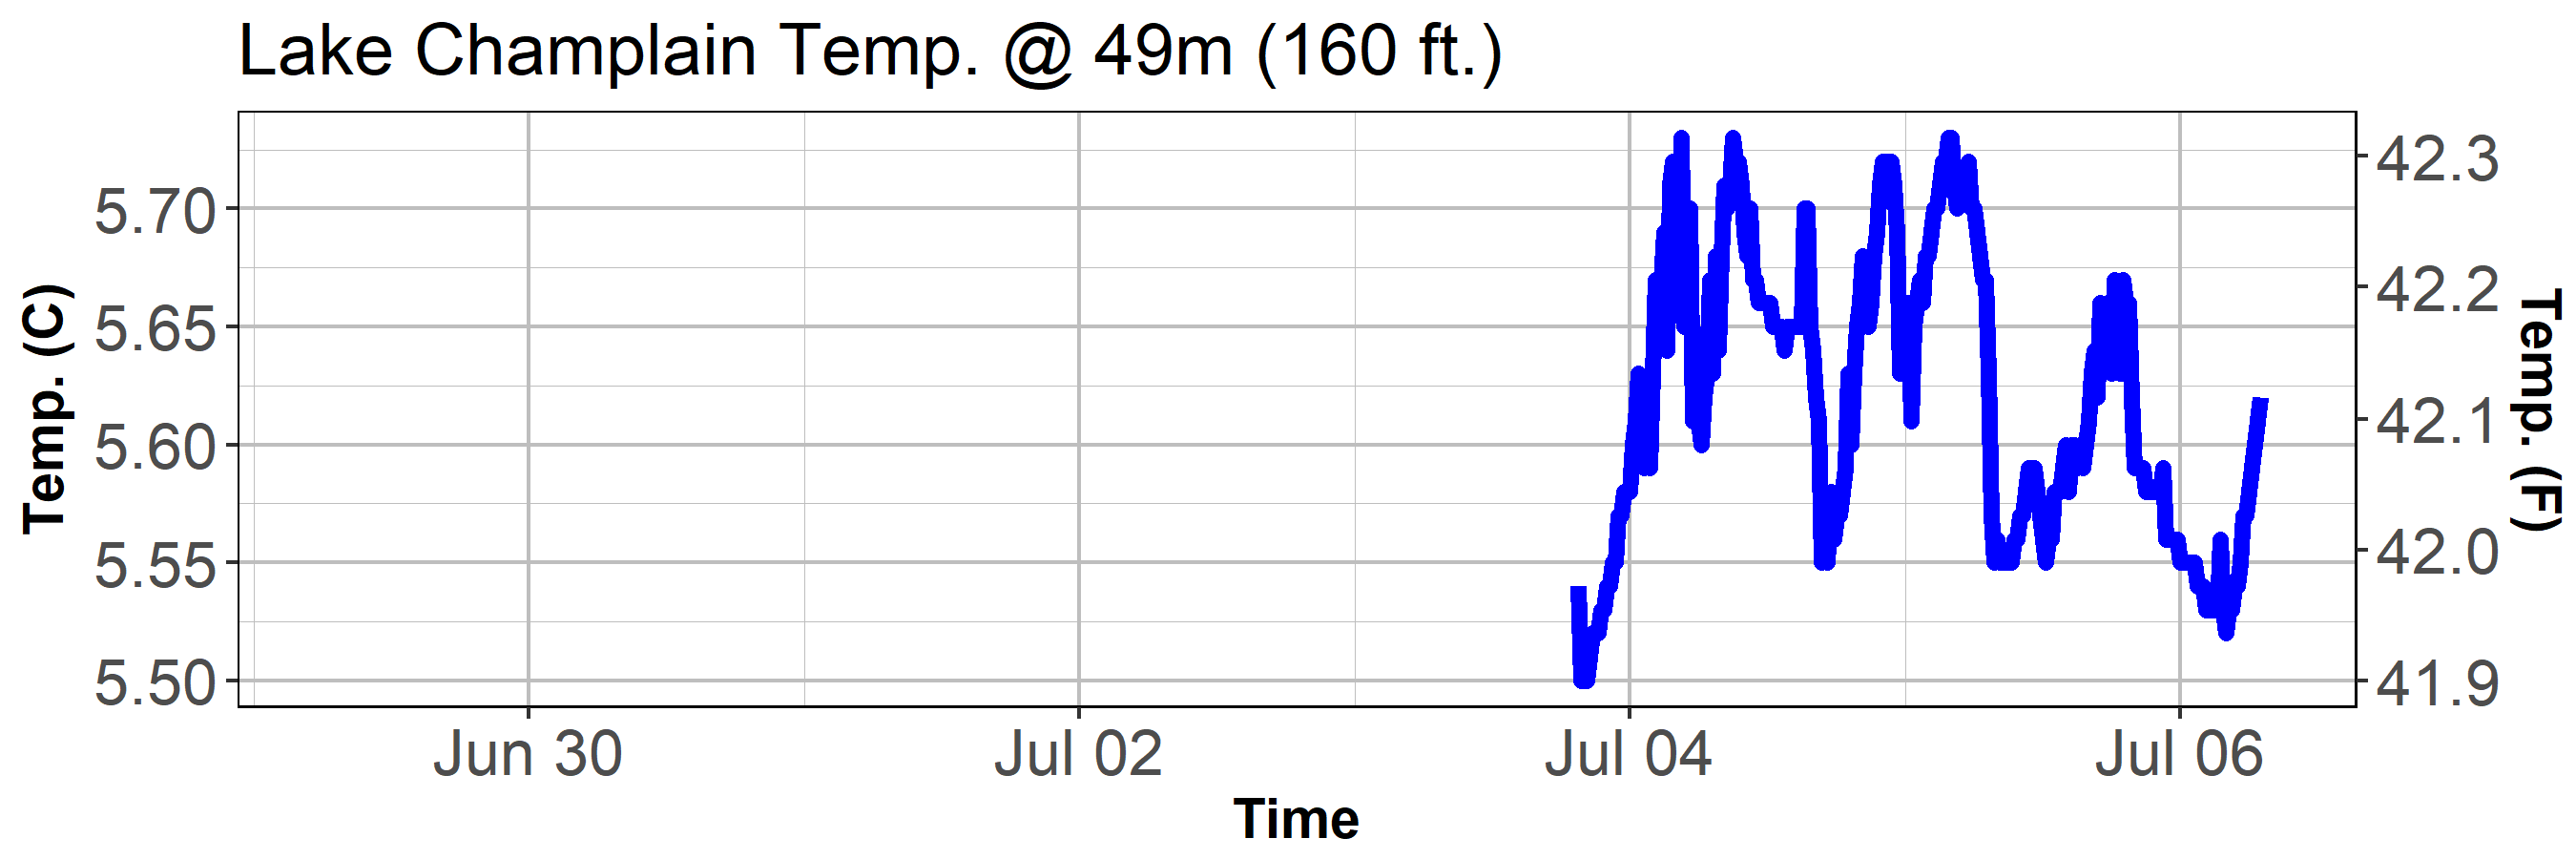 Lake Champlain Temp. @ 49m (160 ft.)
Temp. (C)
5.70
5.65
5.60
5.55
5.50
42.3
42.2
42.1
42.0
41.9
Temp. (F)
Jun 30 Jul 02 Jul 04 Jul 06
Time